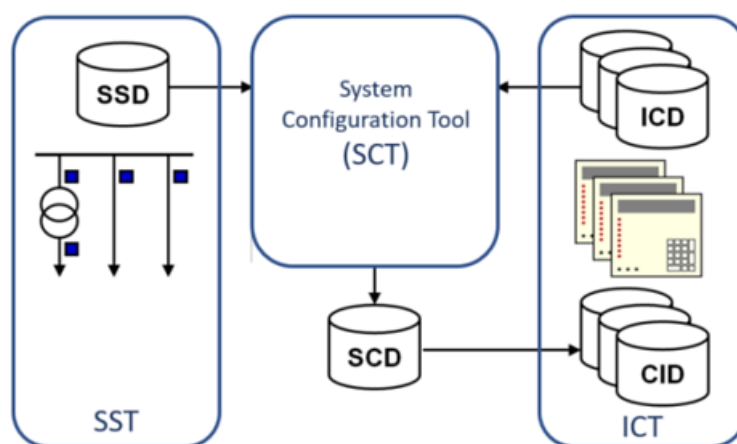 SSD
System
Configuration Tool
(SCT)
ICD
SCD
CID
SST
ICT